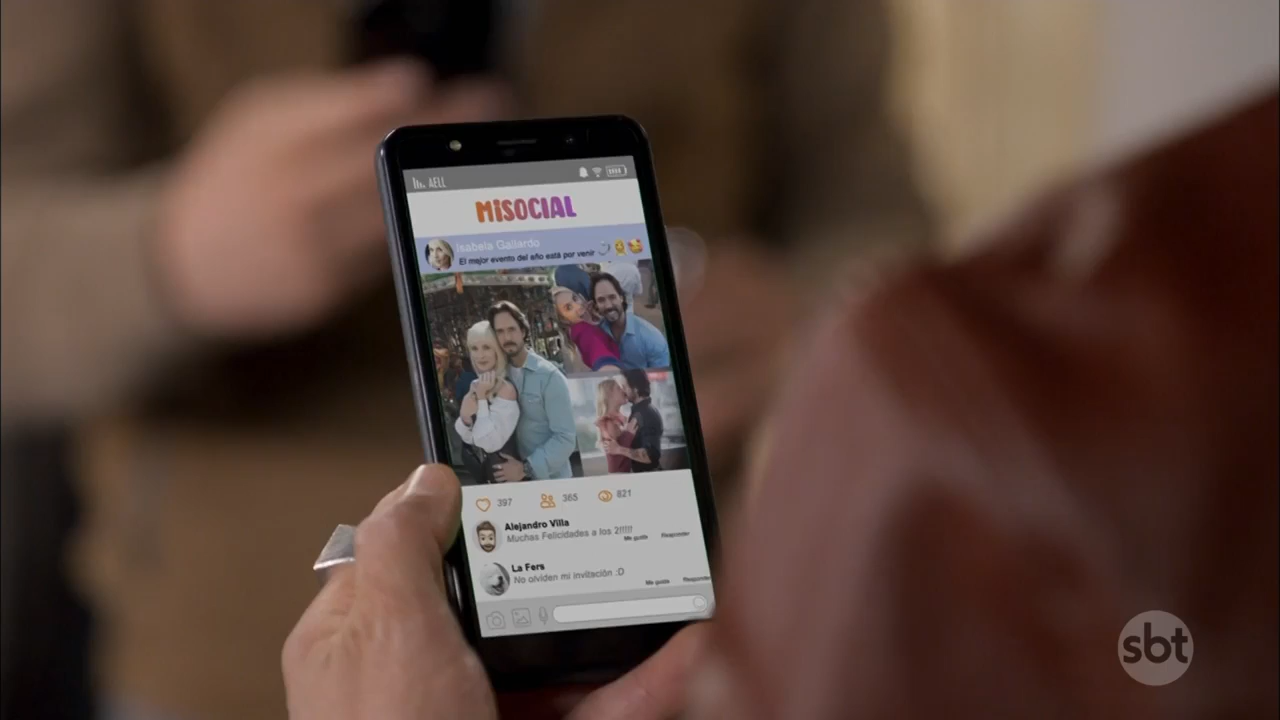 AELL
MiSOCIAL
Isabela Gallardo
El mejor evento del año está por venir
397 365 821
Alejandro Villa
Muchas Felicidades a los 2!!!!!
Me gusta Responder
La Fers
No olviden mi invitación :D
Me gusta Responder
sbt